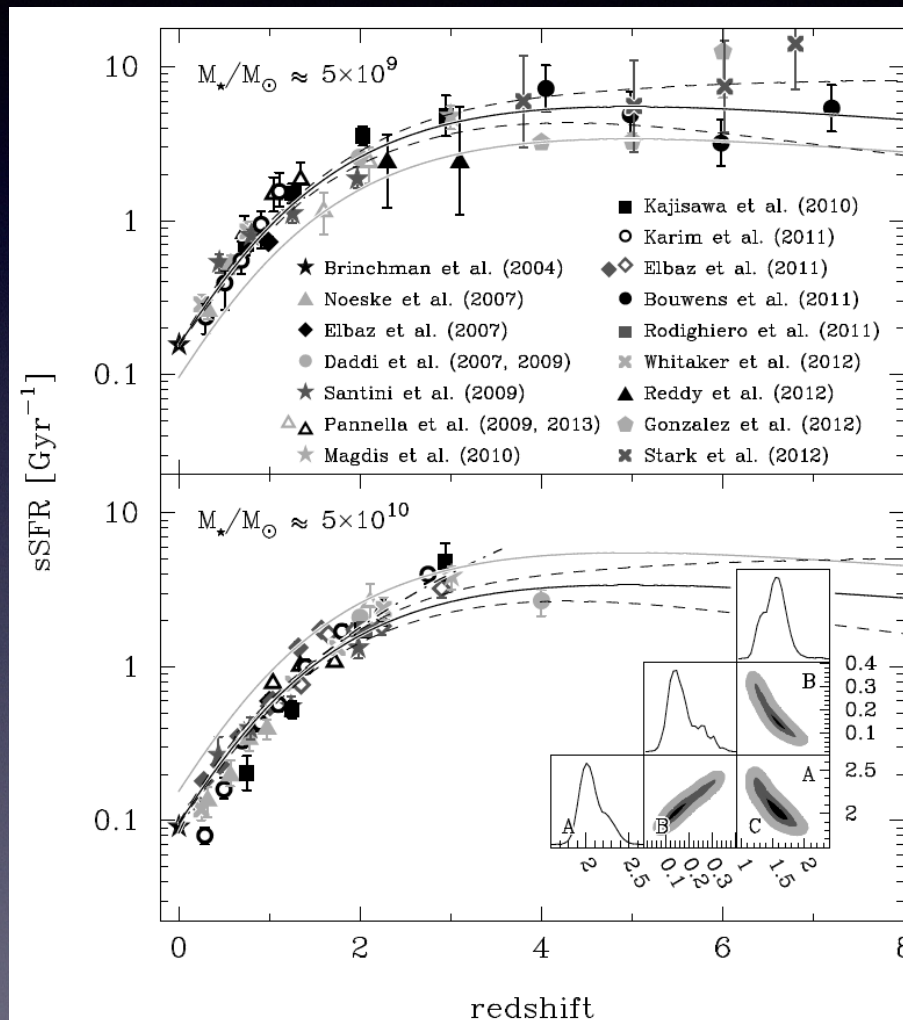 M★/M⊙ ≈ 5×10⁹
10
1
0.1
Kajisawa et al. (2010)
Karim et al. (2011)
Brinchman et al. (2004)
Elbaz et al. (2011)
Noeske et al. (2007)
Bouwens et al. (2011)
Elbaz et al. (2007)
Rodighiero et al. (2011)
Daddi et al. (2007, 2009)
Whitaker et al. (2012)
Santini et al. (2009)
Reddy et al. (2012)
Pannella et al. (2009, 2013)
Gonzalez et al. (2012)
Magdis et al. (2010)
Stark et al. (2012)
sSFR [Gyr⁻¹]
M★/M⊙ ≈ 5×10¹⁰
10
1
0.1
B
0.4
0.3
0.2
0.1
A
2.5
2
A
B
C
2
2.5
0.1
0.2
0.3
1
1.5
2
0
2
4
6
8
redshift